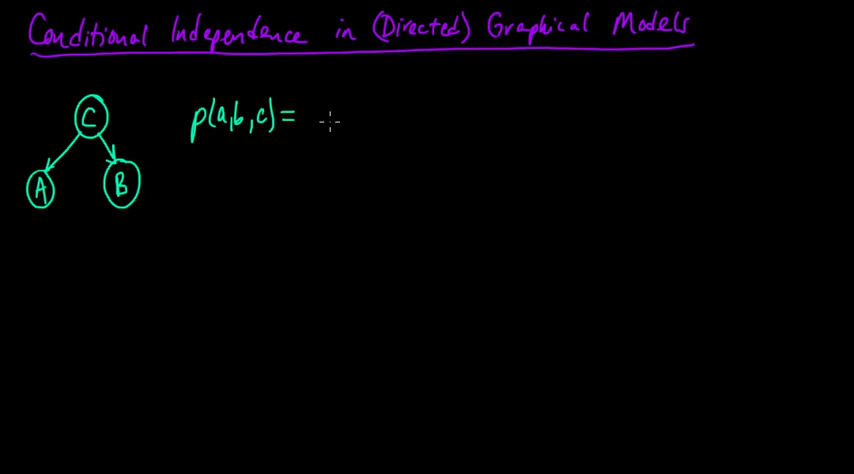 Conditional Independence in (Directed) Graphical Models
C
p(a,b,c)=
A
B